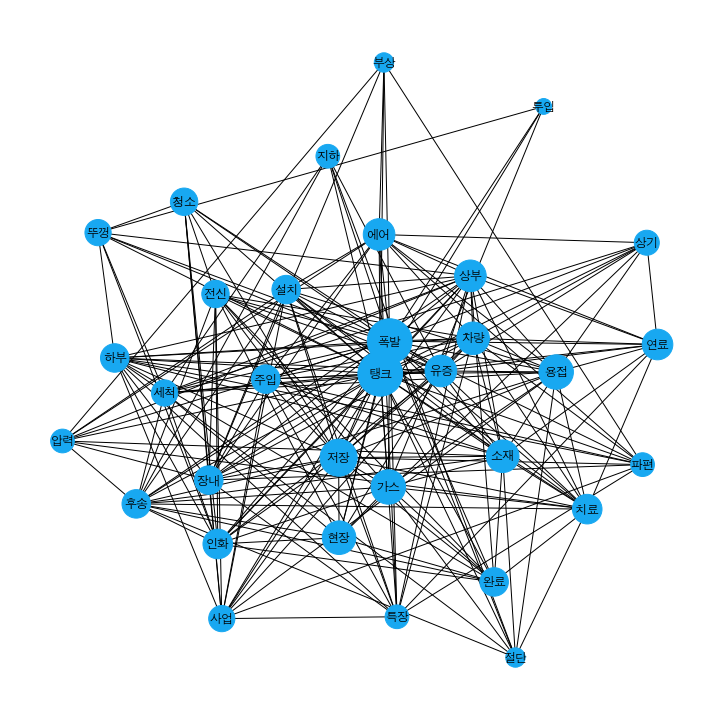 부상
투입
지하
청소
뚜껑
에어
상기
상부
설치
전신
폭발
차량
연료
하부
유증
용접
탱크
주입
세척
압력
저장
소재
파편
장내
가스
후송
치료
현장
인화
완료
특장
사업
절단